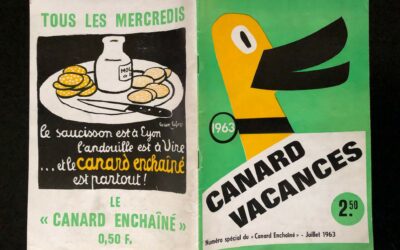 TOUS LES MERCREDIS
le saucisson est à Lyon
l'andouille est à Vire
...et le canard enchaîné
est partout!
LE
« CANARD ENCHAÎNÉ »
0,50 F.
1963
CANARD
VACANCES
2.50
Numéro spécial du « Canard Enchaîné » - Juillet 1963